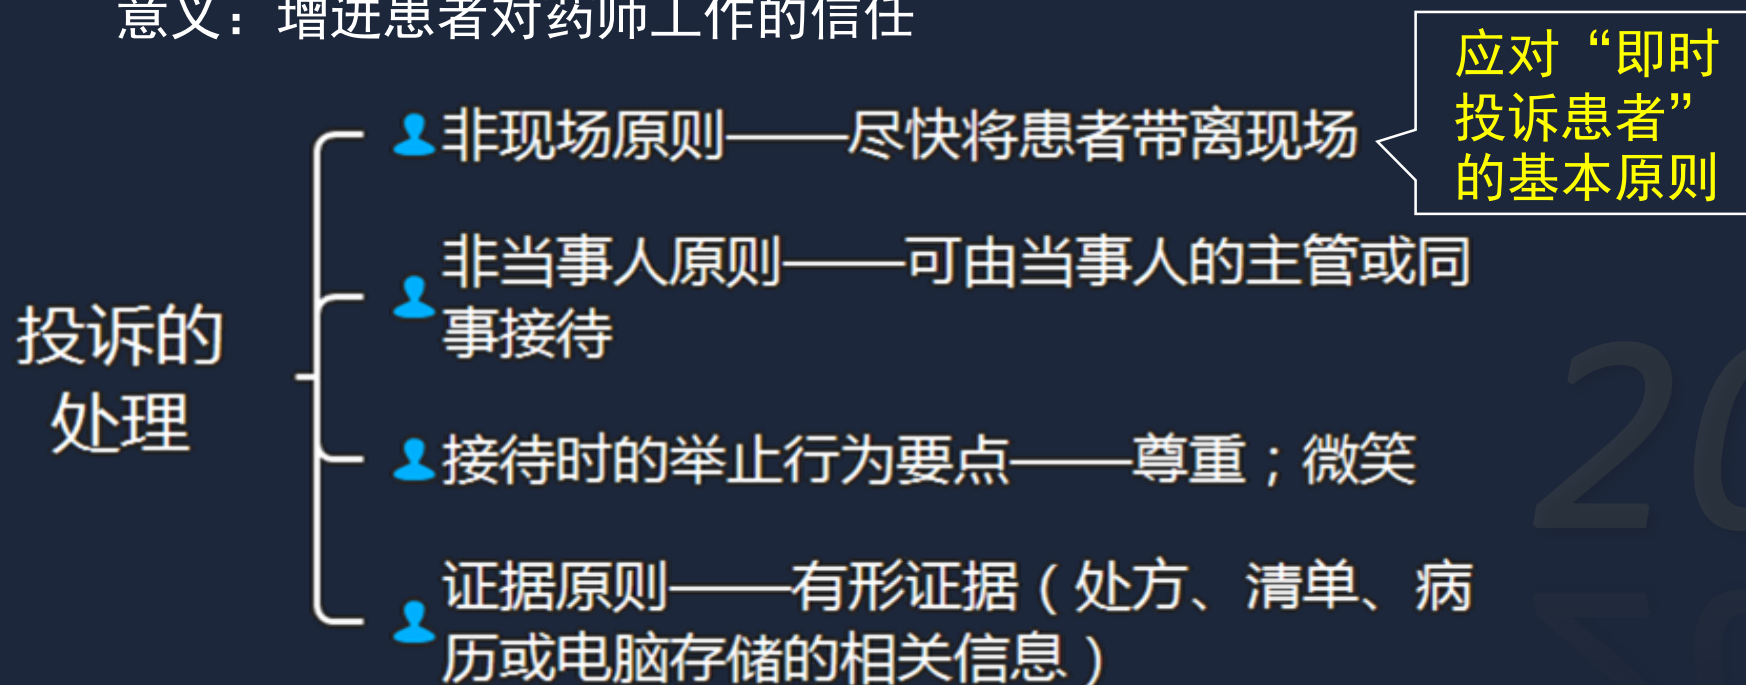 意义：增进患者对药师工作的信任
应对“即时
投诉患者”
的基本原则
非现场原则——尽快将患者带离现场
非当事人原则——可由当事人的主管或同
事接待
投诉的
处理
接待时的举止行为要点——尊重；微笑
证据原则——有形证据（处方、清单、病
历或电脑存储的相关信息）
20